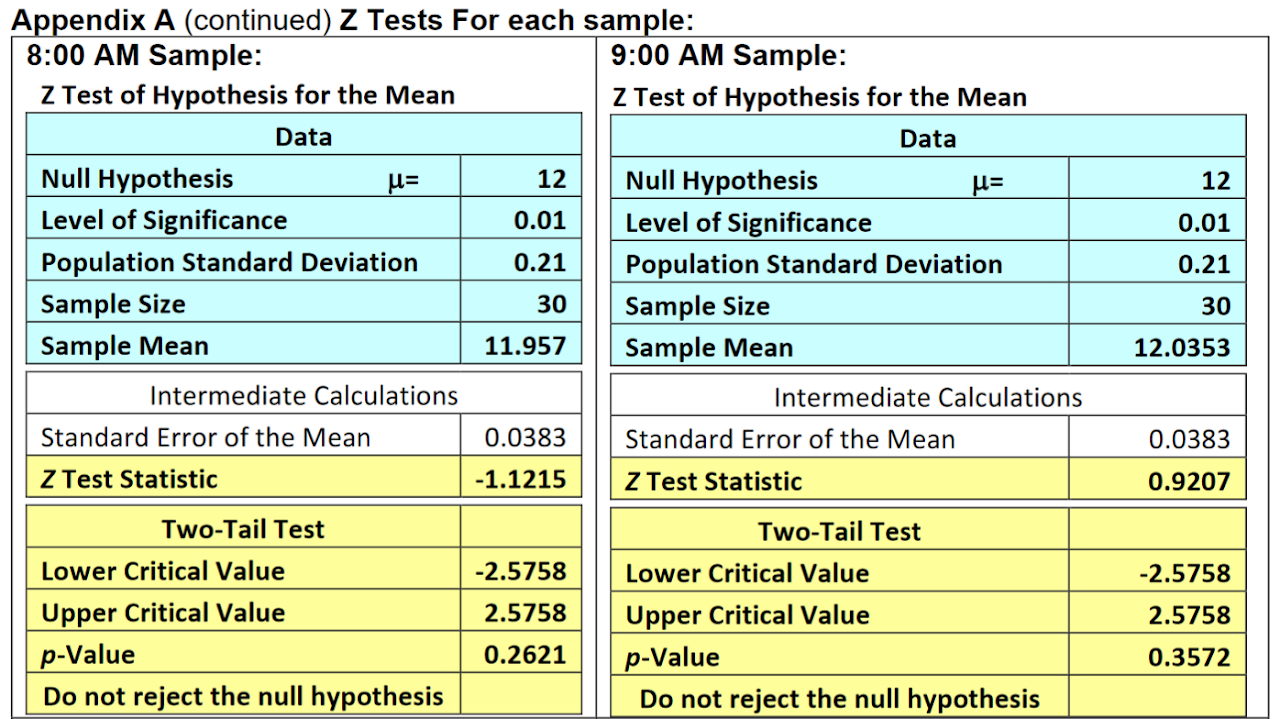 Appendix A (continued) Z Tests For each sample:
8:00 AM Sample:
Z Test of Hypothesis for the Mean
Data
Null Hypothesis μ= 12
Level of Significance 0.01
Population Standard Deviation 0.21
Sample Size 30
Sample Mean 11.957
Intermediate Calculations
Standard Error of the Mean 0.0383
Z Test Statistic -1.1215
Two-Tail Test
Lower Critical Value -2.5758
Upper Critical Value 2.5758
p-Value 0.2621
Do not reject the null hypothesis
9:00 AM Sample:
Z Test of Hypothesis for the Mean
Data
Null Hypothesis μ= 12
Level of Significance 0.01
Population Standard Deviation 0.21
Sample Size 30
Sample Mean 12.0353
Intermediate Calculations
Standard Error of the Mean 0.0383
Z Test Statistic 0.9207
Two-Tail Test
Lower Critical Value -2.5758
Upper Critical Value 2.5758
p-Value 0.3572
Do not reject the null hypothesis